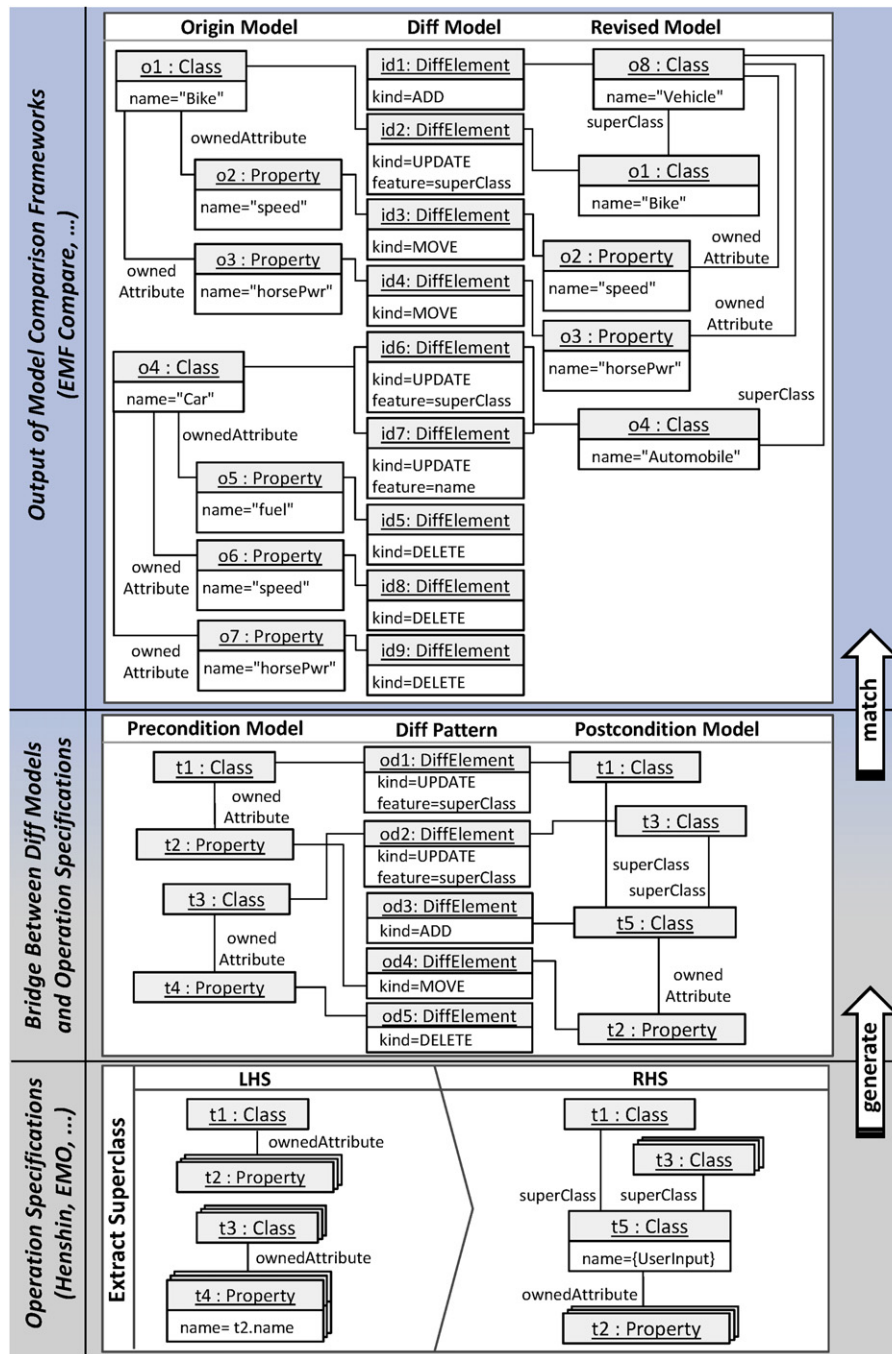 Output of Model Comparison Frameworks
(EMF Compare, ...)
Origin Model
Diff Model
Revised Model
o1 : Class
name="Bike"
ownedAttribute
o2 : Property
name="speed"
owned
Attribute
o3 : Property
name="horsePwr"
o4 : Class
name="Car"
ownedAttribute
o5 : Property
name="fuel"
owned
Attribute
o6 : Property
name="speed"
owned
Attribute
o7 : Property
name="horsePwr"
id1: DiffElement
kind=ADD
id2: DiffElement
kind=UPDATE
feature=superClass
id3: DiffElement
kind=MOVE
id4: DiffElement
kind=MOVE
id6: DiffElement
kind=UPDATE
feature=superClass
id7: DiffElement
kind=UPDATE
feature=name
id5: DiffElement
kind=DELETE
id8: DiffElement
kind=DELETE
id9: DiffElement
kind=DELETE
o8 : Class
name="Vehicle"
superClass
o1 : Class
name="Bike"
o2 : Property
name="speed"
owned
Attribute
o3 : Property
name="horsePwr"
owned
Attribute
superClass
o4 : Class
name="Automobile"
match
Bridge Between Diff Models
and Operation Specifications
Precondition Model
Diff Pattern
Postcondition Model
t1 : Class
owned
Attribute
t2 : Property
t3 : Class
owned
Attribute
t4 : Property
od1: DiffElement
kind=UPDATE
feature=superClass
od2: DiffElement
kind=UPDATE
feature=superClass
od3: DiffElement
kind=ADD
od4: DiffElement
kind=MOVE
od5: DiffElement
kind=DELETE
t1 : Class
t3 : Class
superClass
superClass
t5 : Class
owned
Attribute
t2 : Property
generate
Operation Specifications
(Henshin, EMO, ...)
Extract Superclass
LHS
RHS
t1 : Class
ownedAttribute
t2 : Property
t3 : Class
ownedAttribute
t4 : Property
name= t2.name
t1 : Class
t3 : Class
superClass
superClass
t5 : Class
name={UserInput}
ownedAttribute
t2 : Property